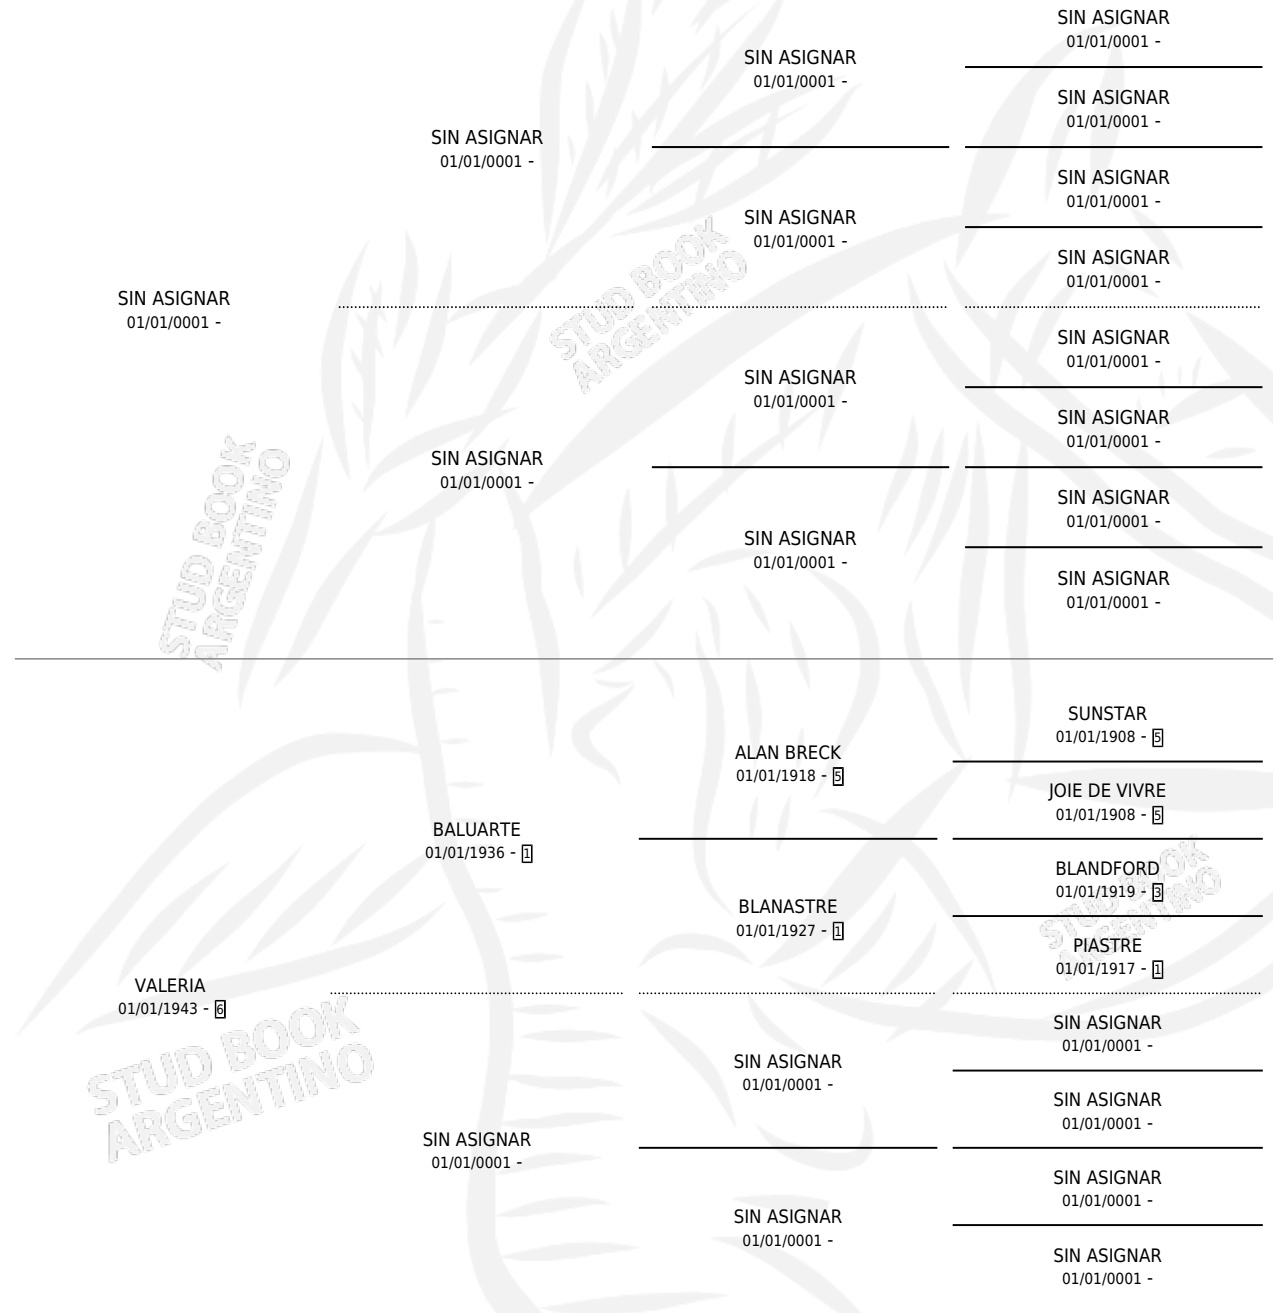 SIN ASIGNAR
01/01/0001 -
SIN ASIGNAR
01/01/0001 -
SIN ASIGNAR
01/01/0001 -
SIN ASIGNAR
01/01/0001 -
SIN ASIGNAR
01/01/0001 -
SIN ASIGNAR
01/01/0001 -
SIN ASIGNAR
01/01/0001 -
STUD BOOK
ARGENTINO
SIN ASIGNAR
01/01/0001 -
SIN ASIGNAR
01/01/0001 -
SIN ASIGNAR
01/01/0001 -
SIN ASIGNAR
01/01/0001 -
SIN ASIGNAR
01/01/0001 -
SIN ASIGNAR
01/01/0001 -
STUD BOOK
ARGENTINO
SIN ASIGNAR
01/01/0001 -
SIN ASIGNAR
01/01/0001 -
SIN ASIGNAR
01/01/0001 -
SUNSTAR
01/01/1908 - 5
ALAN BRECK
01/01/1918 - 5
JOIE DE VIVRE
01/01/1908 - 5
BALUARTE
01/01/1936 - 1
BLANDFORD
01/01/1919 - 3
BLANASTRE
01/01/1927 - 1
STUD BOOK
ARGENTINO
PIASTRE
01/01/1917 - 1
VALERIA
01/01/1943 - 6
STUD BOOK
ARGENTINO
SIN ASIGNAR
01/01/0001 -
SIN ASIGNAR
01/01/0001 -
SIN ASIGNAR
01/01/0001 -
SIN ASIGNAR
01/01/0001 -
SIN ASIGNAR
01/01/0001 -
SIN ASIGNAR
01/01/0001 -
SIN ASIGNAR
01/01/0001 -